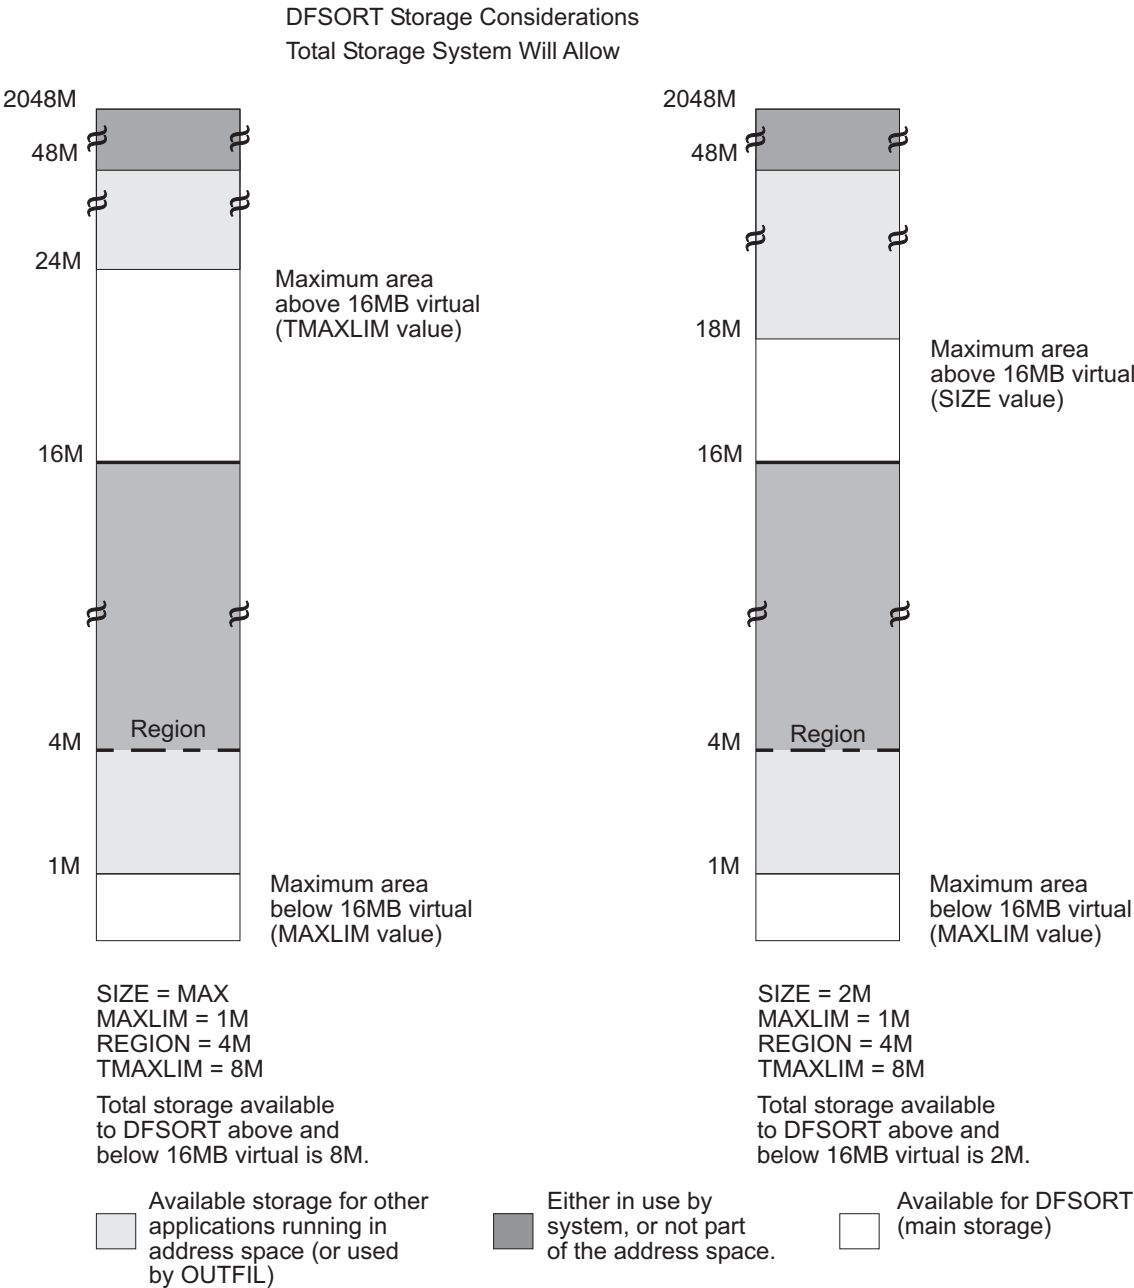 DFSORT Storage Considerations
Total Storage System Will Allow
2048M
48M
24M
Maximum area
above 16MB virtual
(TMAXLIM value)
16M
Region
4M
1M
Maximum area
below 16MB virtual
(MAXLIM value)
SIZE = MAX
MAXLIM = 1M
REGION = 4M
TMAXLIM = 8M
Total storage available
to DFSORT above and
below 16MB virtual is 8M.
2048M
48M
18M
Maximum area
above 16MB virtual
(SIZE value)
16M
Region
4M
1M
Maximum area
below 16MB virtual
(MAXLIM value)
SIZE = 2M
MAXLIM = 1M
REGION = 4M
TMAXLIM = 8M
Total storage available
to DFSORT above and
below 16MB virtual is 2M.
Available storage for other
applications running in
address space (or used
by OUTFIL)
Either in use by
system, or not part
of the address space.
Available for DFSORT
(main storage)